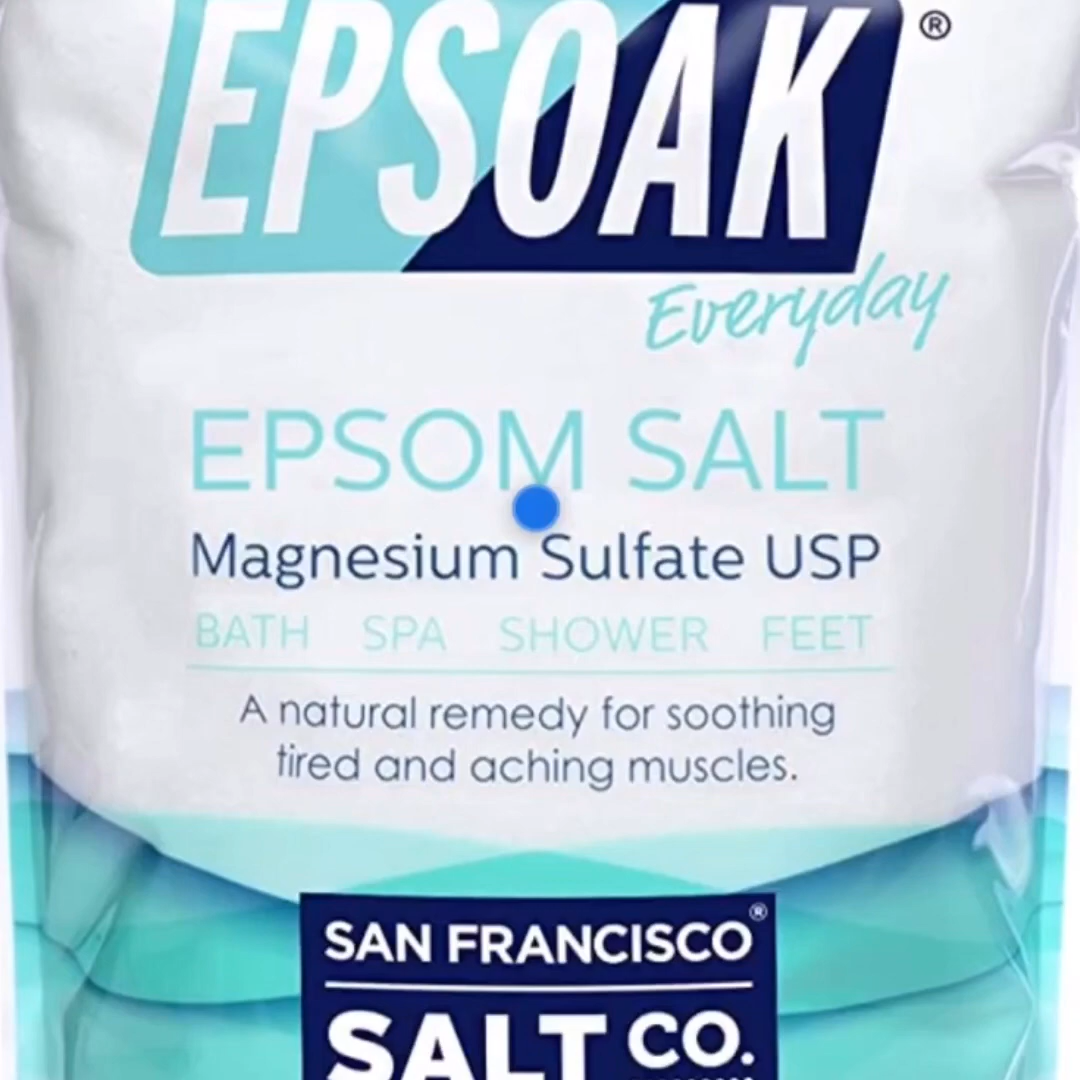 EPSOAK®
Everyday
EPSOM SALT
Magnesium Sulfate USP
BATH SPA SHOWER FEET
A natural remedy for soothing
tired and aching muscles.
SAN FRANCISCO®
SALT CO.